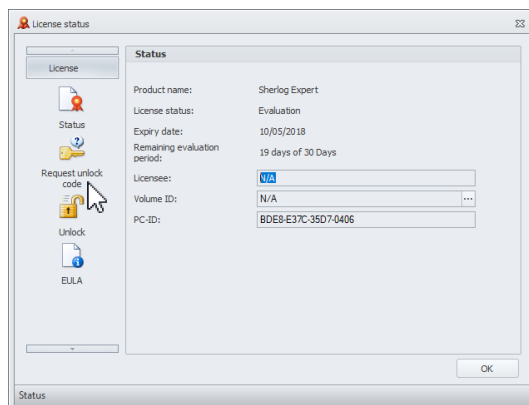 License status
License
Status
Request unlock
code
Unlock
EULA
Status
Product name: Sherlog Expert
License status: Evaluation
Expiry date: 10/05/2018
Remaining evaluation
period: 19 days of 30 Days
Licensee: N/A
Volume ID: N/A ...
PC-ID: BDE8-E37C-35D7-0406
OK
Status